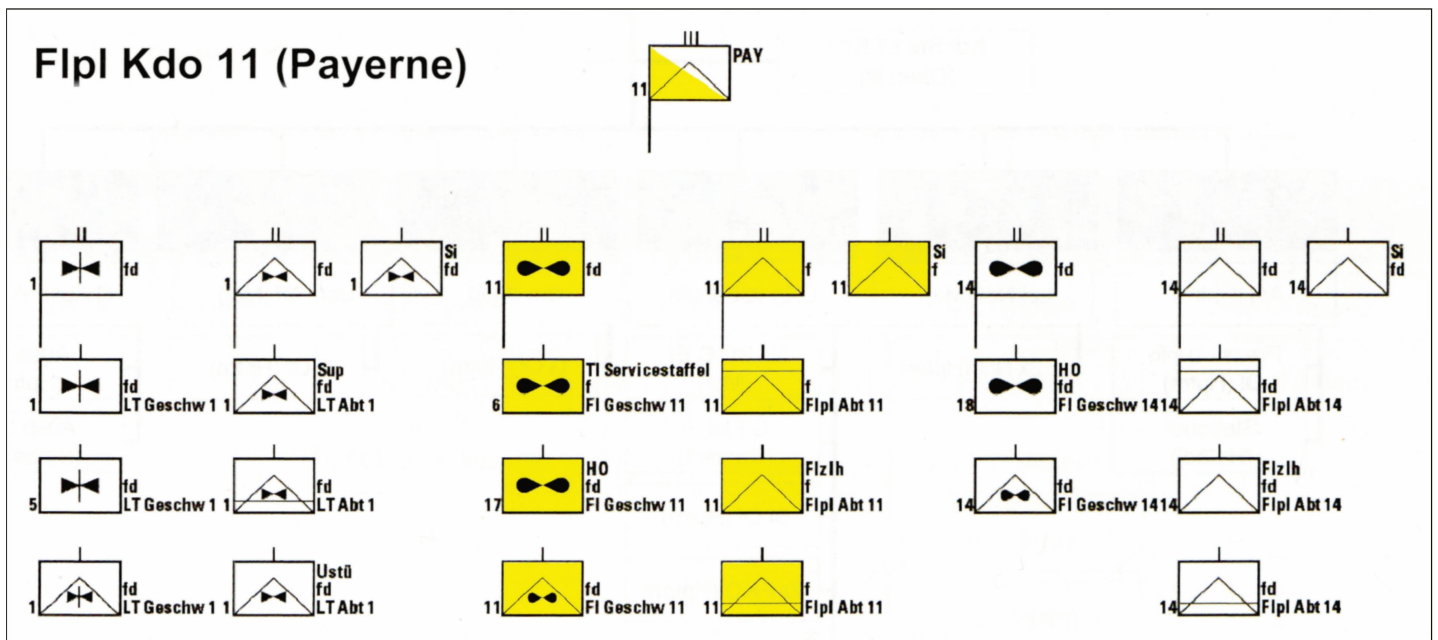 Flpl Kdo 11 (Payerne)
PAY
11
1 fd
1 fd
Si
1 fd
11 fd
11 f
Si
11 f
14 fd
14 fd
Si
14 fd
fd
1 LT Geschw 1
Sup
fd
1 LT Abt 1
Tl Servicestaffel
f
6 Fl Geschw 11
f
11 Flpl Abt 11
HO
fd
18 Fl Geschw 14
fd
14 Flpl Abt 14
fd
5 LT Geschw 1
fd
1 LT Abt 1
HO
fd
17 Fl Geschw 11
Flzlh
f
11 Flpl Abt 11
fd
14 Fl Geschw 14
Flzlh
fd
14 Flpl Abt 14
fd
1 LT Geschw 1
Ustü
fd
1 LT Abt 1
fd
11 Fl Geschw 11
f
11 Flpl Abt 11
fd
14 Flpl Abt 14